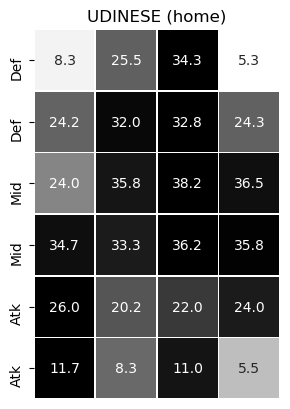 UDINESE (home)
Def 8.3 25.5 34.3 5.3
Def 24.2 32.0 32.8 24.3
Mid 24.0 35.8 38.2 36.5
Mid 34.7 33.3 36.2 35.8
Atk 26.0 20.2 22.0 24.0
Atk 11.7 8.3 11.0 5.5